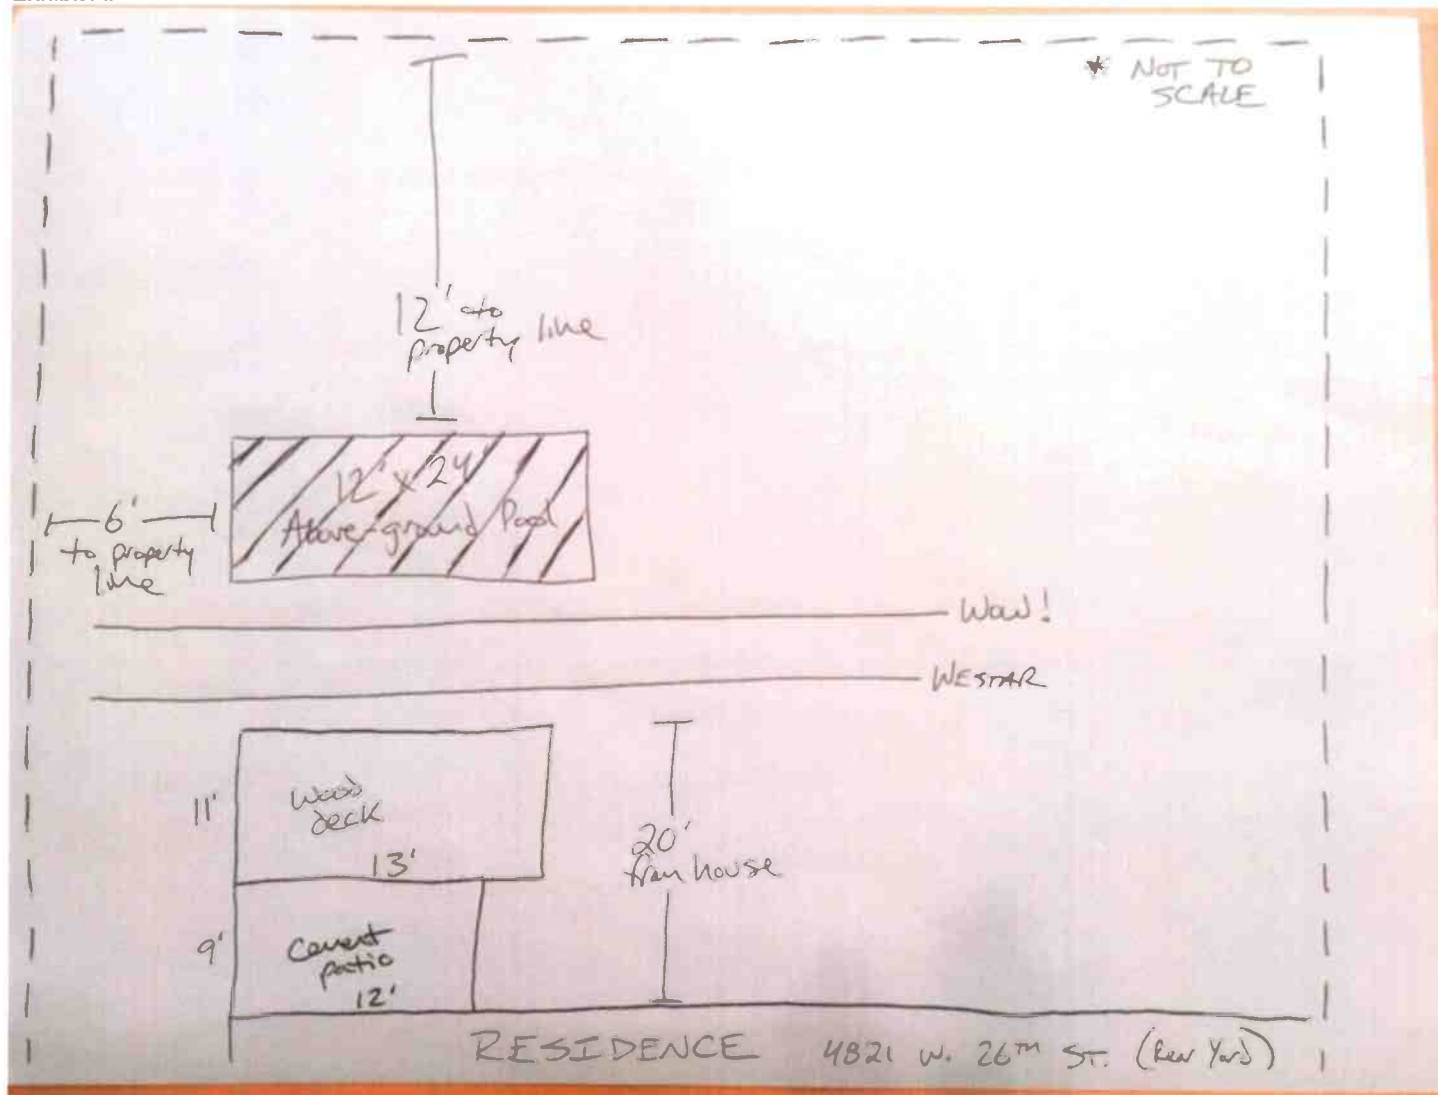 * NOT TO
SCALE
12' to
property line
12' x 24'
Above-ground Pool
6'
to property
line
WOW!
WESTAR
11'
Wood
deck
13'
20'
from house
9'
Cement
patio
12'
RESIDENCE 4821 W. 26TH ST. (Rear Yard)